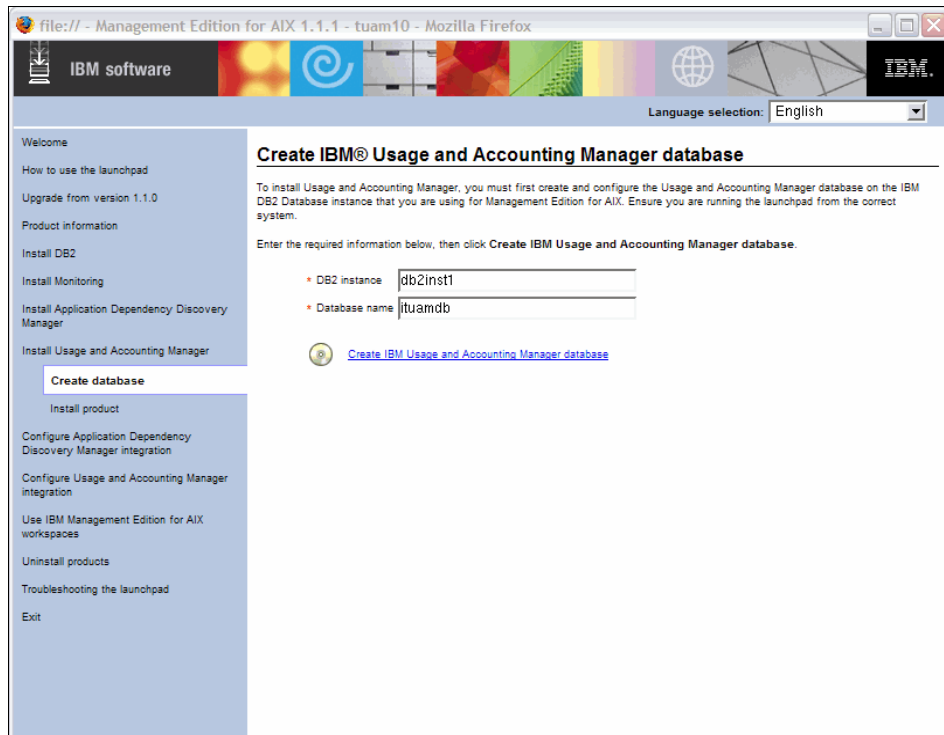 file:// - Management Edition for AIX 1.1.1 - tuam10 - Mozilla Firefox
IBM software
IBM.
Language selection: English
Welcome
How to use the launchpad
Upgrade from version 1.1.0
Product information
Install DB2
Install Monitoring
Install Application Dependency Discovery
Manager
Install Usage and Accounting Manager
Create database
Install product
Configure Application Dependency
Discovery Manager integration
Configure Usage and Accounting Manager
integration
Use IBM Management Edition for AIX
workspaces
Uninstall products
Troubleshooting the launchpad
Exit
Create IBM® Usage and Accounting Manager database
To install Usage and Accounting Manager, you must first create and configure the Usage and Accounting Manager database on the IBM
DB2 Database instance that you are using for Management Edition for AIX. Ensure you are running the launchpad from the correct
system.
Enter the required information below, then click Create IBM Usage and Accounting Manager database.
* DB2 instance db2inst1
* Database name ituamdb
Create IBM Usage and Accounting Manager database